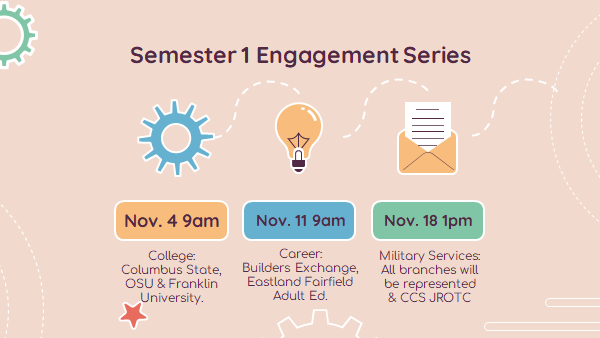 Semester 1 Engagement Series
Nov. 4 9am
College:
Columbus State,
OSU & Franklin
University.
Nov. 11 9am
Career:
Builders Exchange,
Eastland Fairfield
Adult Ed.
Nov. 18 1pm
Military Services:
All branches will
be represented
& CCS JROTC